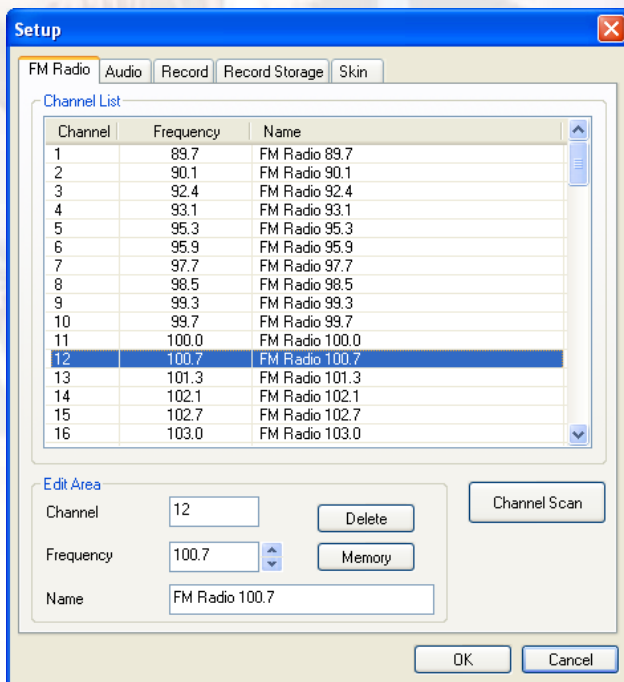 Setup
FM Radio Audio Record Record Storage Skin
Channel List
Channel Frequency Name
1 89.7 FM Radio 89.7
2 90.1 FM Radio 90.1
3 92.4 FM Radio 92.4
4 93.1 FM Radio 93.1
5 95.3 FM Radio 95.3
6 95.9 FM Radio 95.9
7 97.7 FM Radio 97.7
8 98.5 FM Radio 98.5
9 99.3 FM Radio 99.3
10 99.7 FM Radio 99.7
11 100.0 FM Radio 100.0
12 100.7 FM Radio 100.7
13 101.3 FM Radio 101.3
14 102.1 FM Radio 102.1
15 102.7 FM Radio 102.7
16 103.0 FM Radio 103.0
Edit Area
Channel 12 Delete Channel Scan
Frequency 100.7 Memory
Name FM Radio 100.7
OK Cancel